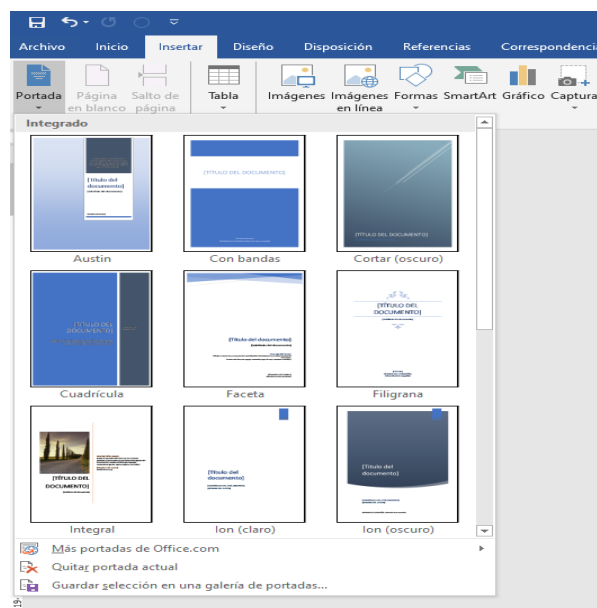 Archivo Inicio Insertar Diseño Disposición Referencias Correspondencia
Portada Página en blanco Salto de página Tabla Imágenes Imágenes en línea Formas SmartArt Gráfico Captura
Integrado
[Título del documento]
[TÍTULO DEL DOCUMENTO]
[TÍTULO DEL DOCUMENTO]
Austin Con bandas Cortar (oscuro)
[TÍTULO DEL DOCUMENTO]
[Título del documento]
[TÍTULO DEL DOCUMENTO]
Cuadrícula Faceta Filigrana
[TÍTULO DEL DOCUMENTO]
[Título del documento]
[Título del documento]
Integral Ion (claro) Ion (oscuro)
Más portadas de Office.com
Quitar portada actual
Guardar selección en una galería de portadas...
19